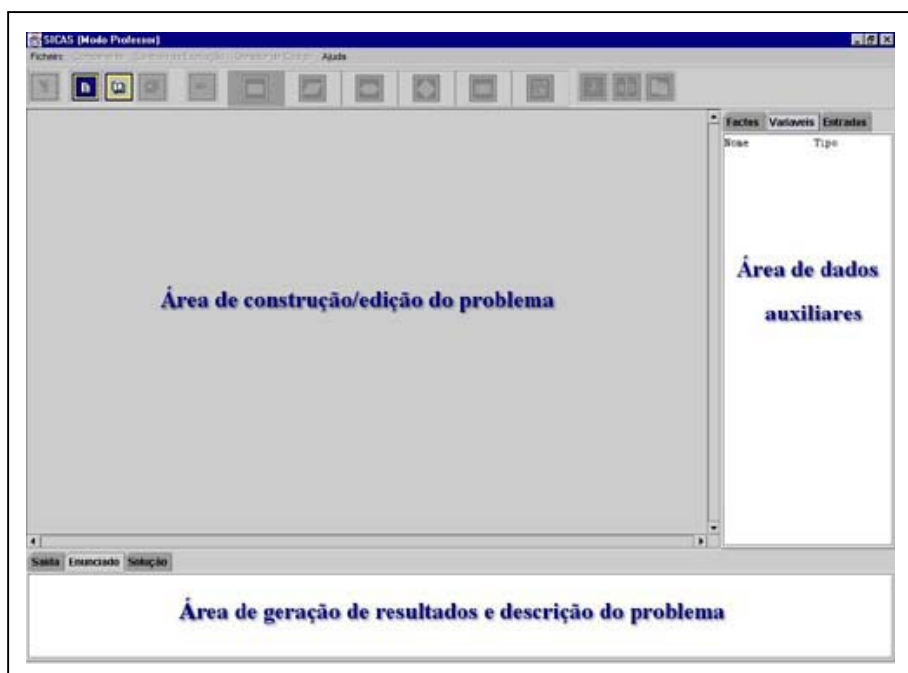 SICAS (Modo Professor)
Ficheiro Componente Ajuda
Factos Variaveis Entradas
Nome Tipo
Área de construção/edição do problema
Área de dados
auxiliares
Saida Enunciado Solução
Área de geração de resultados e descrição do problema